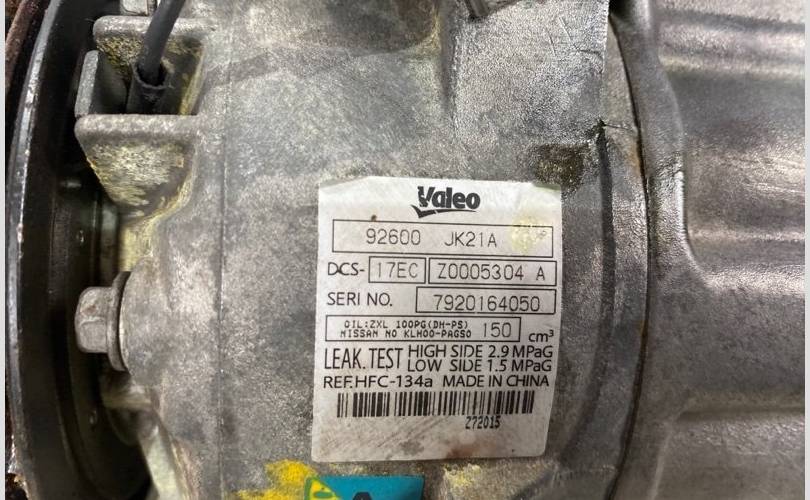 Valeo
92600 JK21A
DCS- 17EC Z0005304 A
SERI NO. 7920164050
OIL:ZXL 100PG(DH-PS)
NISSAN NO KLH00-PAGS0 150 cm³
LEAK. TEST HIGH SIDE 2.9 MPaG
LOW SIDE 1.5 MPaG
REF.HFC-134a MADE IN CHINA
Z72015